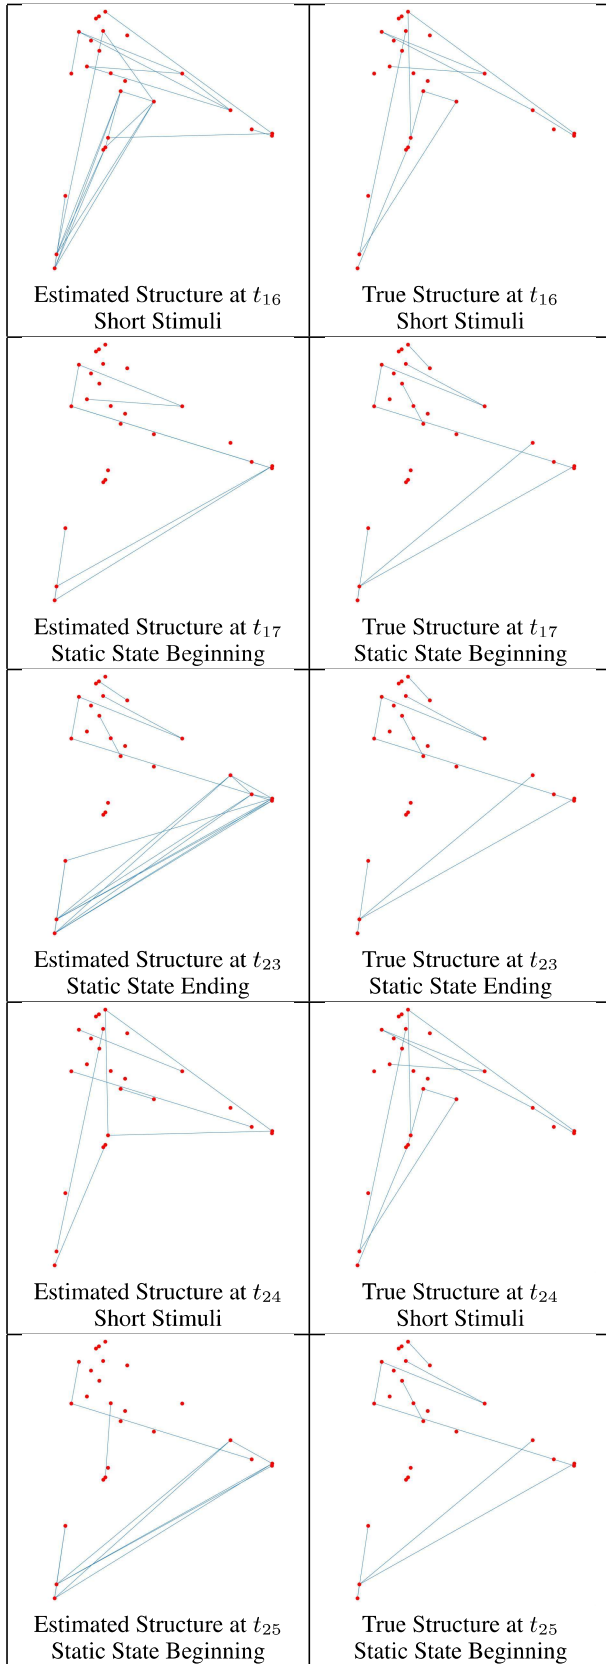 Estimated Structure at t₁₆
Short Stimuli
True Structure at t₁₆
Short Stimuli
Estimated Structure at t₁₇
Static State Beginning
True Structure at t₁₇
Static State Beginning
Estimated Structure at t₂₃
Static State Ending
True Structure at t₂₃
Static State Ending
Estimated Structure at t₂₄
Short Stimuli
True Structure at t₂₄
Short Stimuli
Estimated Structure at t₂₅
Static State Beginning
True Structure at t₂₅
Static State Beginning